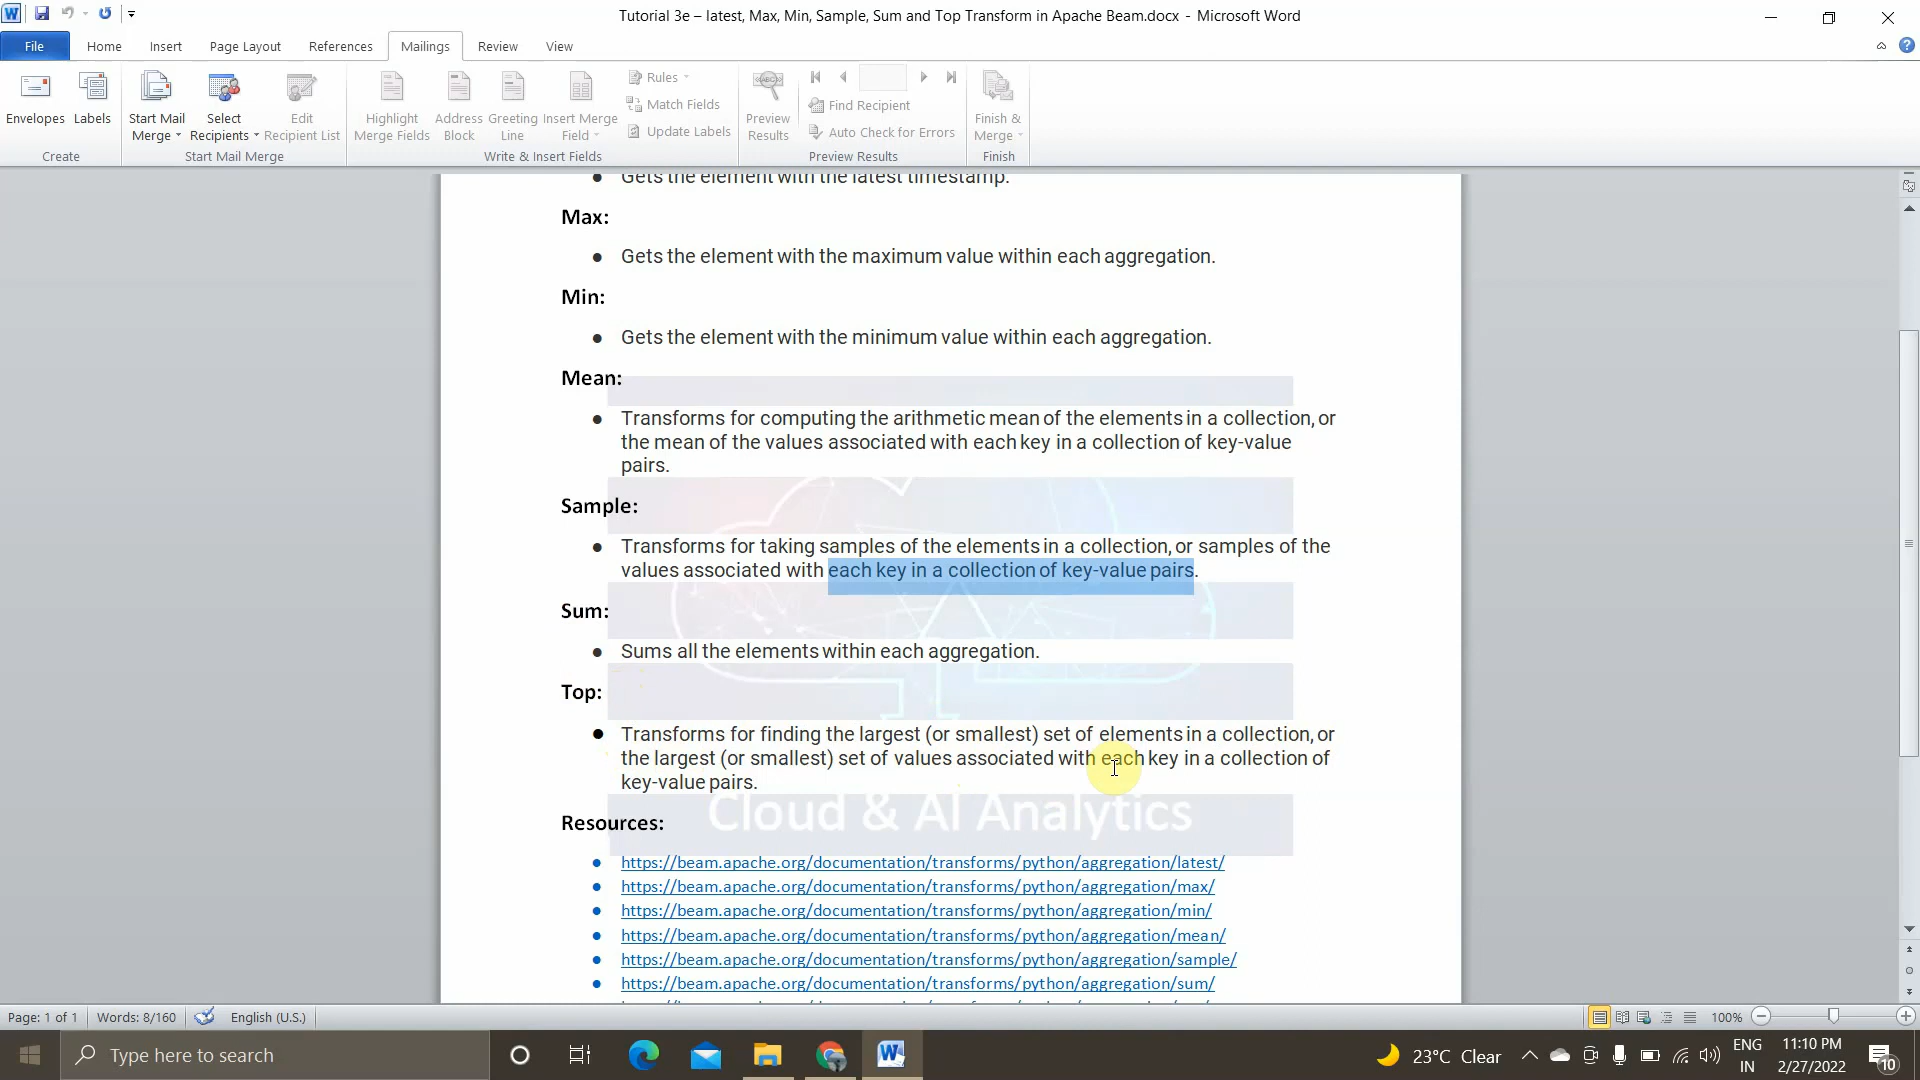 Tutorial 3e – latest, Max, Min, Sample, Sum and Top Transform in Apache Beam.docx - Microsoft Word
File Home Insert Page Layout References Mailings Review View
Envelopes Labels Start Mail Merge Select Recipients Edit Recipient List Highlight Merge Fields Address Block Greeting Line Insert Merge Field Rules Match Fields Update Labels Preview Results Find Recipient Auto Check for Errors Finish & Merge
Create Start Mail Merge Write & Insert Fields Preview Results Finish
Gets the element with the latest timestamp.
Max:
● Gets the element with the maximum value within each aggregation.
Min:
● Gets the element with the minimum value within each aggregation.
Mean:
● Transforms for computing the arithmetic mean of the elements in a collection, or
the mean of the values associated with each key in a collection of key-value
pairs.
Sample:
● Transforms for taking samples of the elements in a collection, or samples of the
values associated with each key in a collection of key-value pairs.
Sum:
● Sums all the elements within each aggregation.
Top:
● Transforms for finding the largest (or smallest) set of elements in a collection, or
the largest (or smallest) set of values associated with each key in a collection of
key-value pairs.
Cloud & AI Analytics
Resources:
● https://beam.apache.org/documentation/transforms/python/aggregation/latest/
● https://beam.apache.org/documentation/transforms/python/aggregation/max/
● https://beam.apache.org/documentation/transforms/python/aggregation/min/
● https://beam.apache.org/documentation/transforms/python/aggregation/mean/
● https://beam.apache.org/documentation/transforms/python/aggregation/sample/
● https://beam.apache.org/documentation/transforms/python/aggregation/sum/
Page: 1 of 1 Words: 8/160 English (U.S.) 100%
Type here to search 23°C Clear ENG IN 11:10 PM 2/27/2022 10